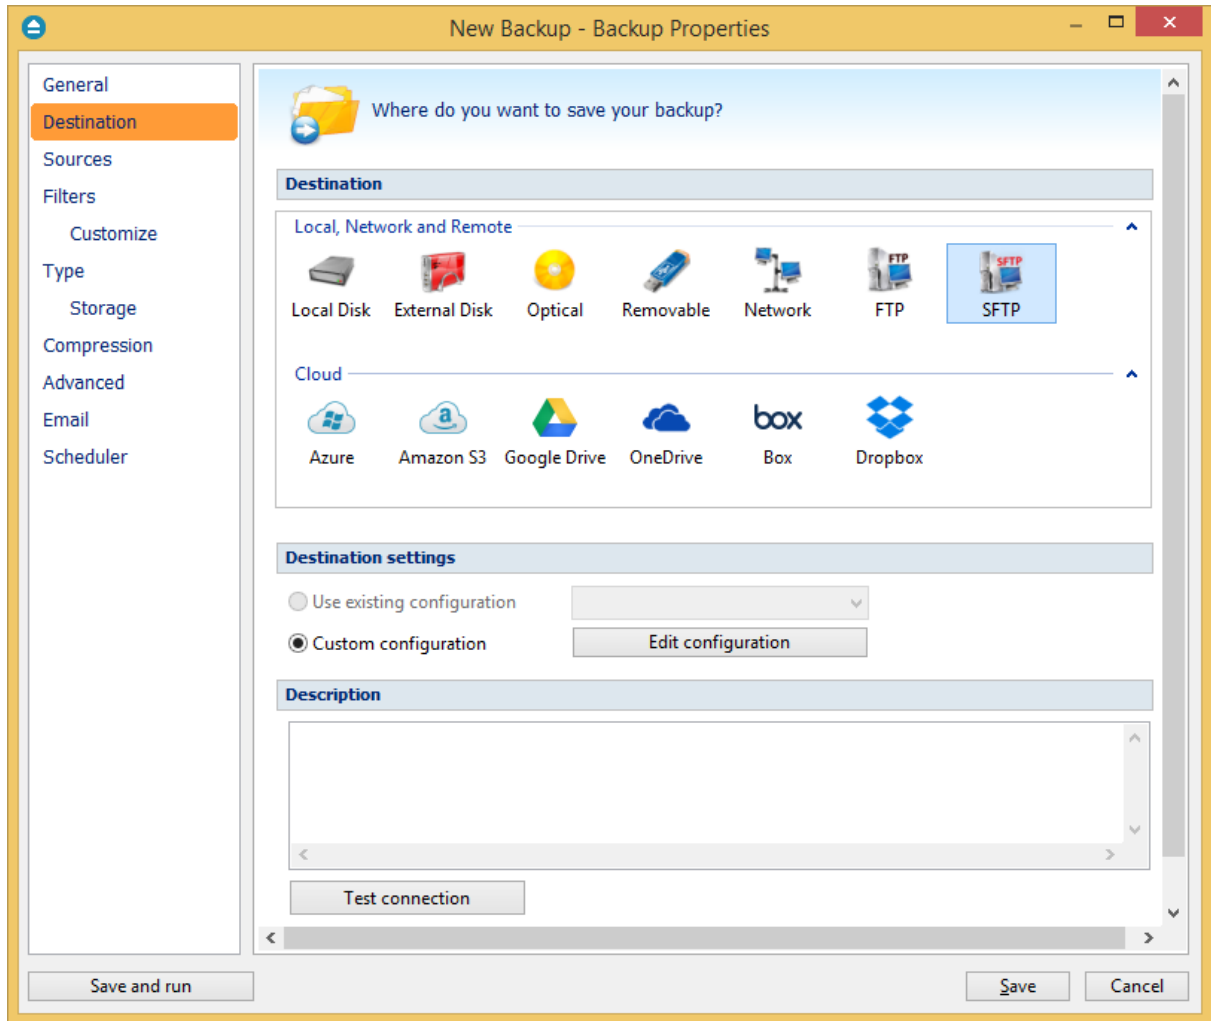 New Backup - Backup Properties
General
Destination
Sources
Filters
Customize
Type
Storage
Compression
Advanced
Email
Scheduler
Where do you want to save your backup?
Destination
Local, Network and Remote
FTP SFTP
Local Disk External Disk Optical Removable Network FTP SFTP
Cloud
a box
Azure Amazon S3 Google Drive OneDrive Box Dropbox
Destination settings
Use existing configuration
Custom configuration Edit configuration
Description
Test connection
Save and run Save Cancel